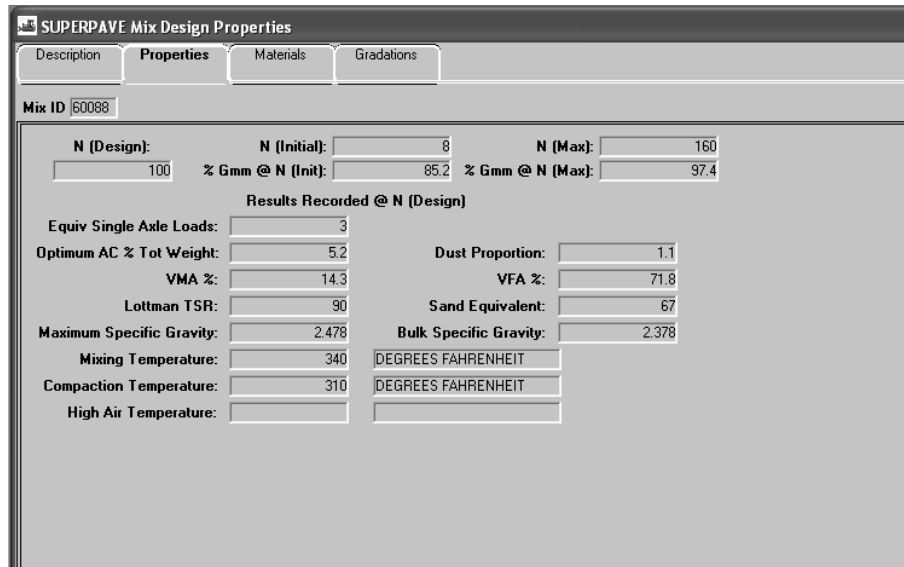 SUPERPAVE Mix Design Properties
Description Properties Materials Gradations
Mix ID 60088
N (Design): N (Initial): 8 N (Max): 160
100 % Gmm @ N (Init): 85.2 % Gmm @ N (Max): 97.4
Results Recorded @ N (Design)
Equiv Single Axle Loads: 3
Optimum AC % Tot Weight: 5.2 Dust Proportion: 1.1
VMA %: 14.3 VFA %: 71.8
Lottman TSR: 90 Sand Equivalent: 67
Maximum Specific Gravity: 2.478 Bulk Specific Gravity: 2.378
Mixing Temperature: 340 DEGREES FAHRENHEIT
Compaction Temperature: 310 DEGREES FAHRENHEIT
High Air Temperature: